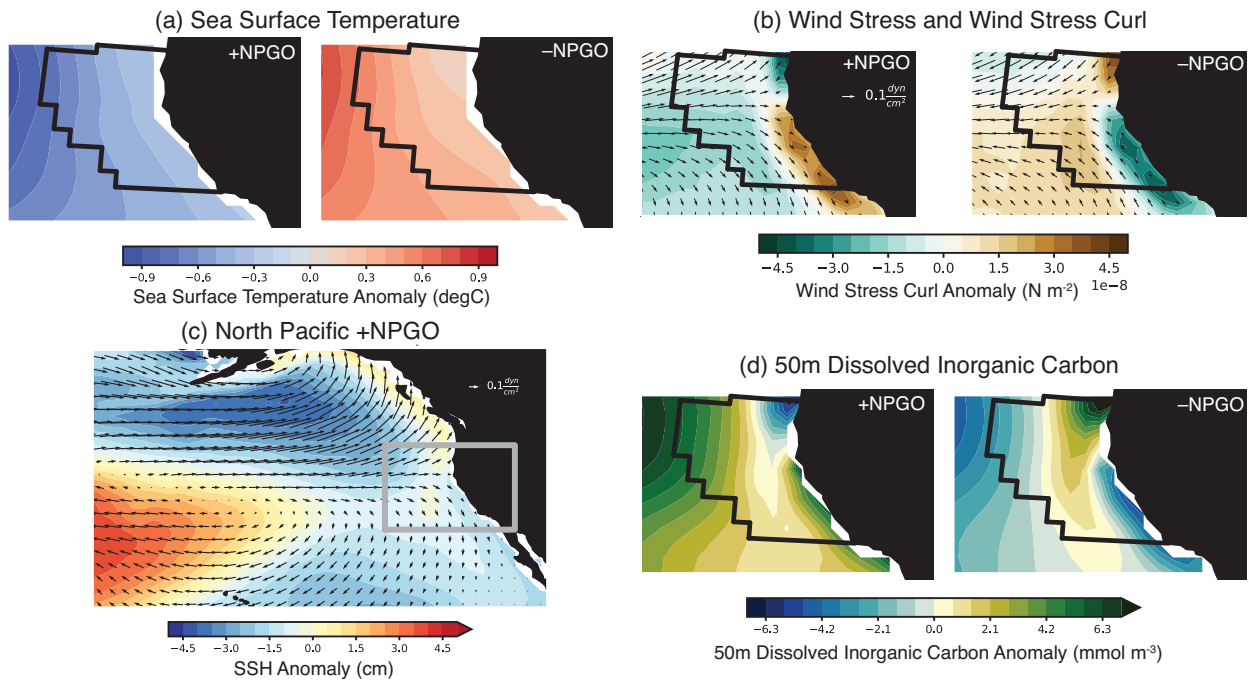 (a) Sea Surface Temperature
+NPGO
−NPGO
−0.9 −0.6 −0.3 0.0 0.3 0.6 0.9
Sea Surface Temperature Anomaly (degC)
(b) Wind Stress and Wind Stress Curl
+NPGO
→ 0.1 dyn/cm²
−NPGO
−4.5 −3.0 −1.5 0.0 1.5 3.0 4.5
1e−8
Wind Stress Curl Anomaly (N m⁻²)
(c) North Pacific +NPGO
→ 0.1 dyn/cm²
−4.5 −3.0 −1.5 0.0 1.5 3.0 4.5
SSH Anomaly (cm)
(d) 50m Dissolved Inorganic Carbon
+NPGO
−NPGO
−6.3 −4.2 −2.1 0.0 2.1 4.2 6.3
50m Dissolved Inorganic Carbon Anomaly (mmol m⁻³)